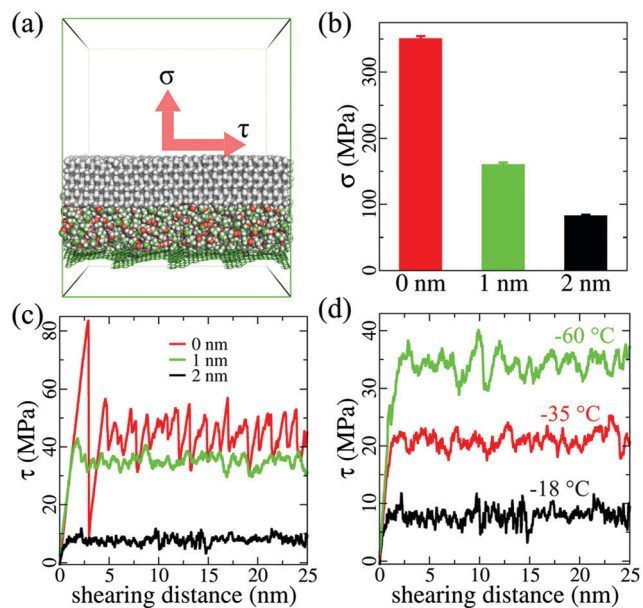 (a)
σ
τ
(b)
σ (MPa)
300
200
100
0
0 nm
1 nm
2 nm
(c)
τ (MPa)
80
60
40
20
0
0 nm
1 nm
2 nm
0 5 10 15 20 25
shearing distance (nm)
(d)
τ (MPa)
40
30
20
10
0
-60 °C
-35 °C
-18 °C
0 5 10 15 20 25
shearing distance (nm)